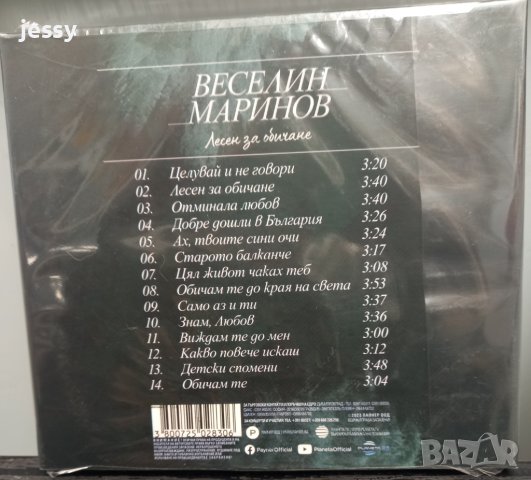 jessy
ВЕСЕЛИН
МАРИНОВ
Лесен за обичане
01. Целувай и не говори 3:20
02. Лесен за обичане 3:40
03. Отминала любов 3:40
04. Добре дошли в България 3:26
05. Ах, твоите сини очи 3:24
06. Старото балканче 3:17
07. Цял живот чаках теб 3:08
08. Обичам те до края на света 3:53
09. Само аз и ти 3:37
10. Знам, Любов 3:36
11. Виждам те до мен 3:00
12. Какво повече искаш 3:12
13. Детски спомени 3:48
14. Обичам те 3:04
3 800725 028306
PaynerOfficial
PlanetaOfficial
bazar